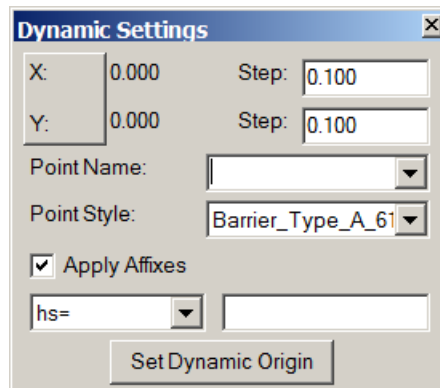 Dynamic Settings
X: 0.000 Step: 0.100
Y: 0.000 Step: 0.100
Point Name:
Point Style: Barrier_Type_A_61
Apply Affixes
hs=
Set Dynamic Origin